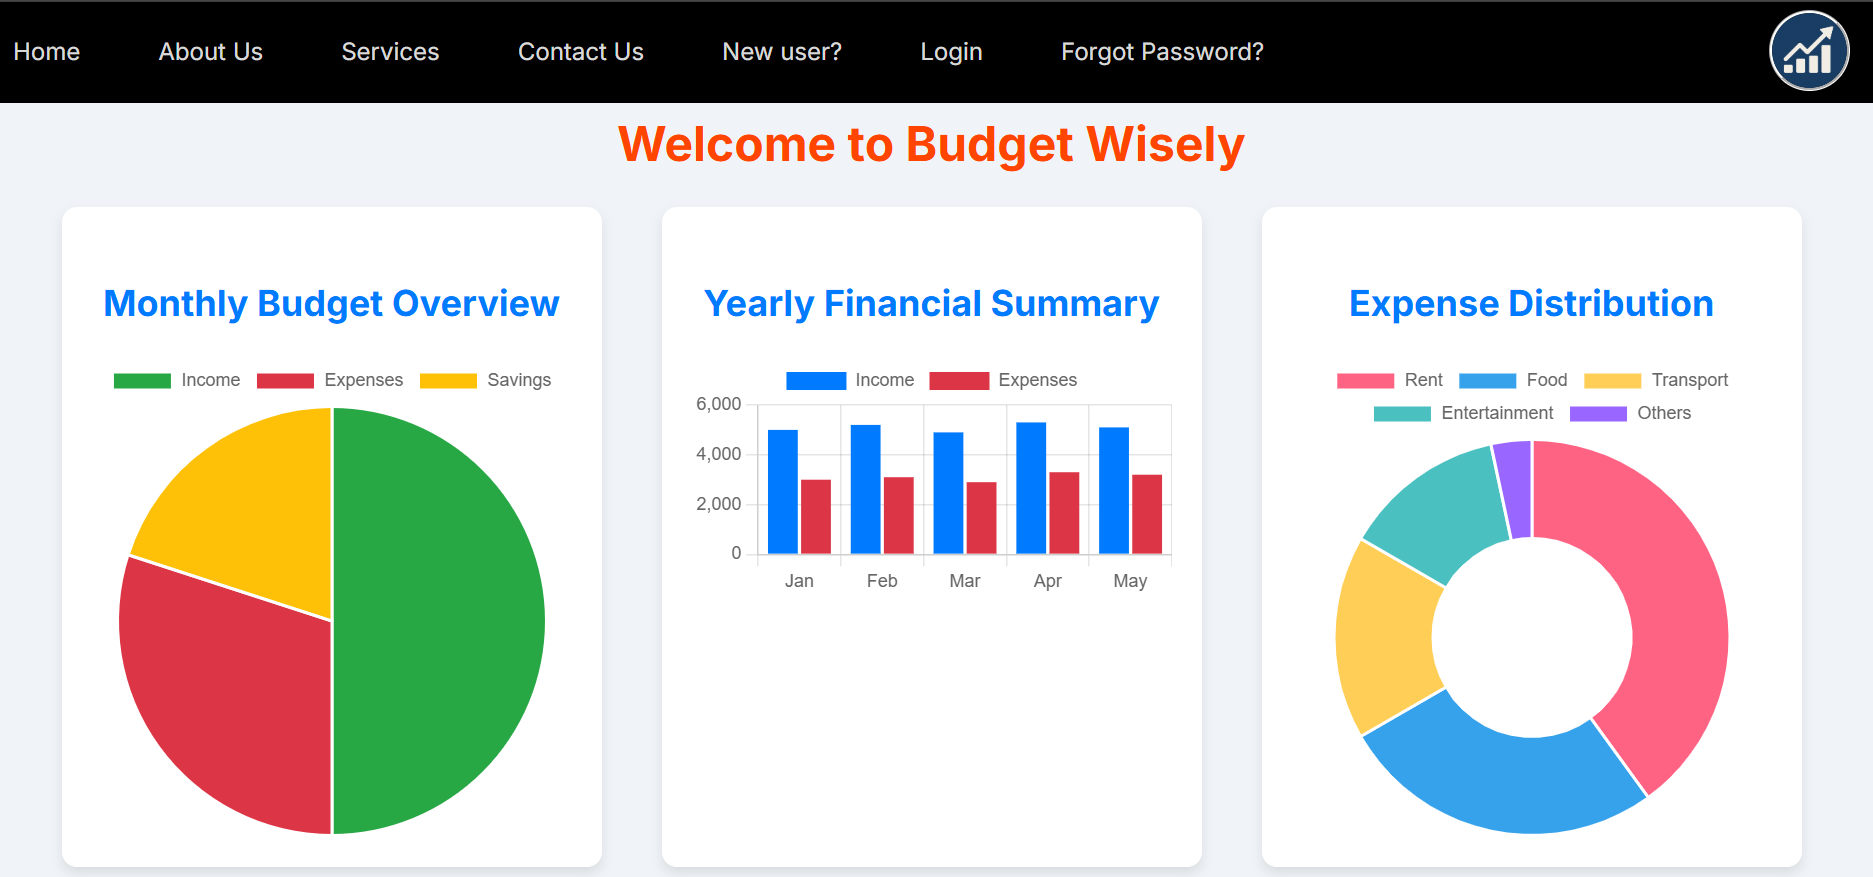 Home About Us Services Contact Us New user? Login Forgot Password?
Welcome to Budget Wisely
Monthly Budget Overview
Income Expenses Savings
Yearly Financial Summary
Income Expenses
6,000
4,000
2,000
0
Jan Feb Mar Apr May
Expense Distribution
Rent Food Transport
Entertainment Others